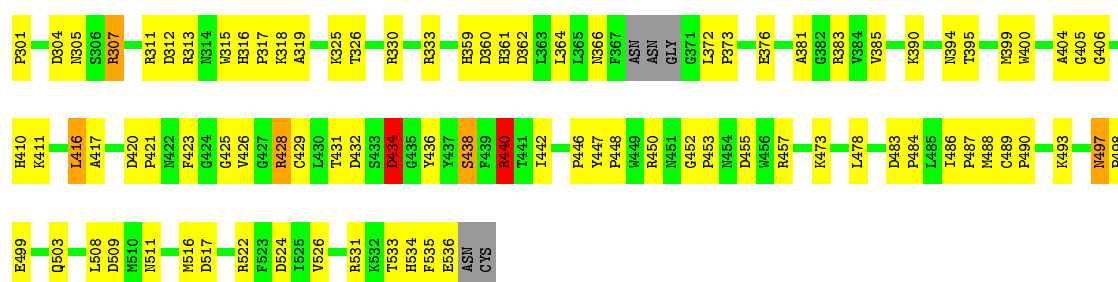 P301 D304 N305 S306 R307 R311 D312 R313 N314 W315 H316 P317 K318 A319 K325 T326 R330 R333 H359 D360 H361 D362 L363 L364 L365 N366 F367 ASN ASN GLY G371 L372 P373 E376 A381 G382 R383 V384 V385 K390 N394 T395 M399 W400 A404 G405 G406
H410 K411 L416 A417 D420 P421 N422 F423 G424 G425 V426 G427 R428 C429 L430 T431 D432 S433 D434 G435 Y436 Y437 S438 F439 R440 T441 I442 P446 Y447 P448 W449 R450 N451 G452 P453 N454 D455 W456 R457 K473 L478 D483 P484 L485 I486 P487 M488 C489 P490 K493 N497
E499 Q503 L508 D509 M510 N511 M516 D517 R522 F523 D524 I525 V526 R531 K532 T533 H534 F535 E536 ASN CYS